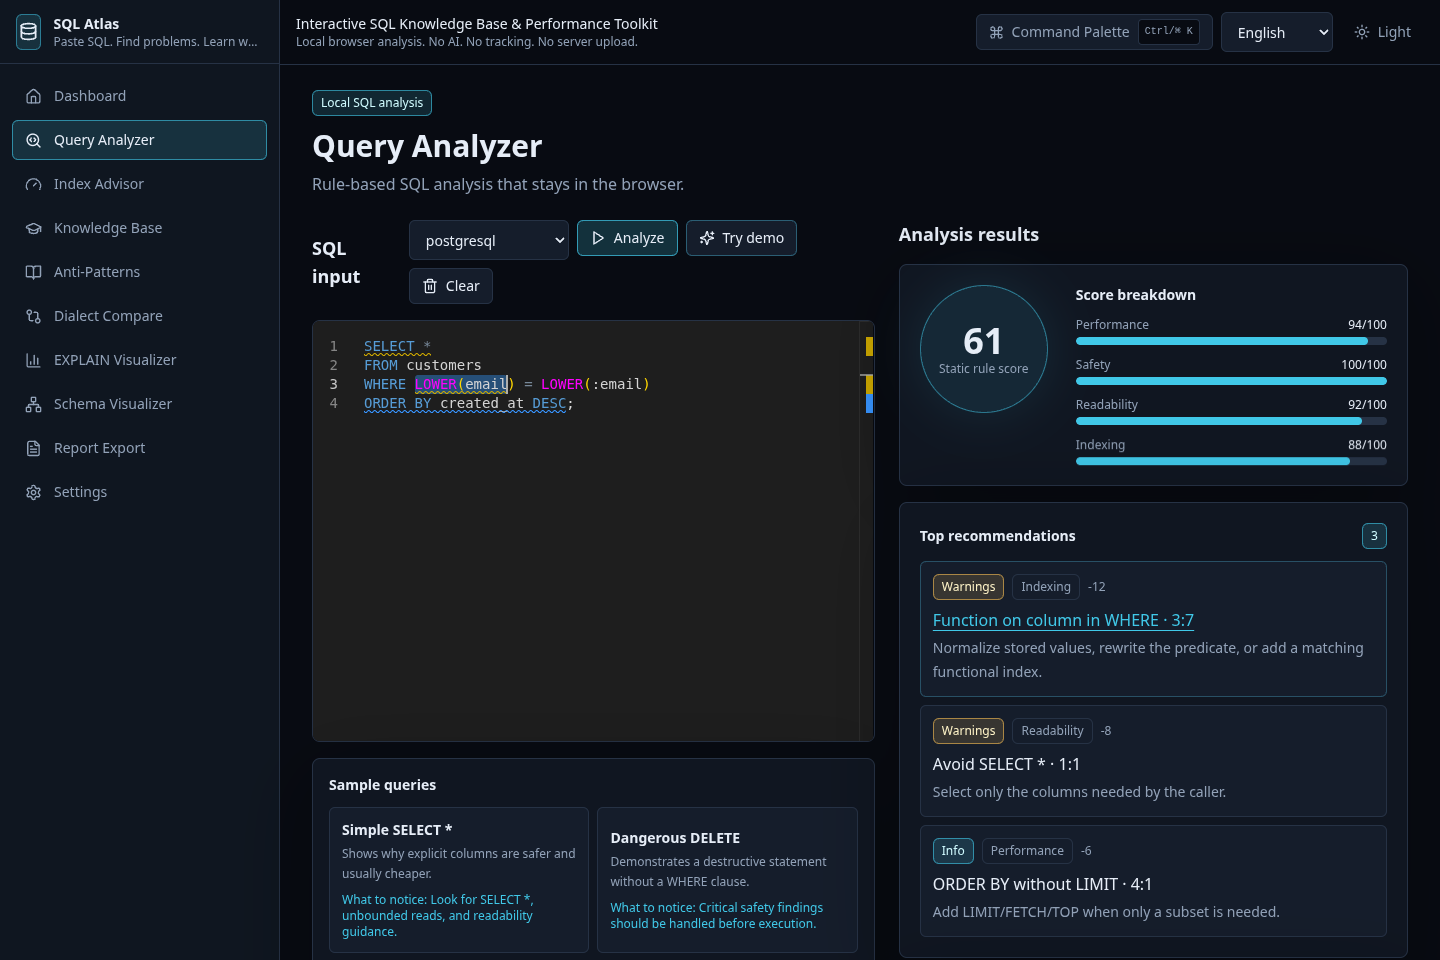 SQL Atlas
Paste SQL. Find problems. Learn w...
Interactive SQL Knowledge Base & Performance Toolkit
Local browser analysis. No AI. No tracking. No server upload.
Command Palette Ctrl/⌘ K
English
Light
Dashboard
Query Analyzer
Index Advisor
Knowledge Base
Anti-Patterns
Dialect Compare
EXPLAIN Visualizer
Schema Visualizer
Report Export
Settings
Local SQL analysis
Query Analyzer
Rule-based SQL analysis that stays in the browser.
SQL
input
postgresql
Analyze
Try demo
Clear
1 SELECT *
2 FROM customers
3 WHERE LOWER(email) = LOWER(:email)
4 ORDER BY created_at DESC;
Sample queries
Simple SELECT *
Shows why explicit columns are safer and
usually cheaper.
What to notice: Look for SELECT *,
unbounded reads, and readability
guidance.
Dangerous DELETE
Demonstrates a destructive statement
without a WHERE clause.
What to notice: Critical safety findings
should be handled before execution.
Analysis results
61
Static rule score
Score breakdown
Performance 94/100
Safety 100/100
Readability 92/100
Indexing 88/100
Top recommendations 3
Warnings Indexing -12
Function on column in WHERE · 3:7
Normalize stored values, rewrite the predicate, or add a matching
functional index.
Warnings Readability -8
Avoid SELECT * · 1:1
Select only the columns needed by the caller.
Info Performance -6
ORDER BY without LIMIT · 4:1
Add LIMIT/FETCH/TOP when only a subset is needed.